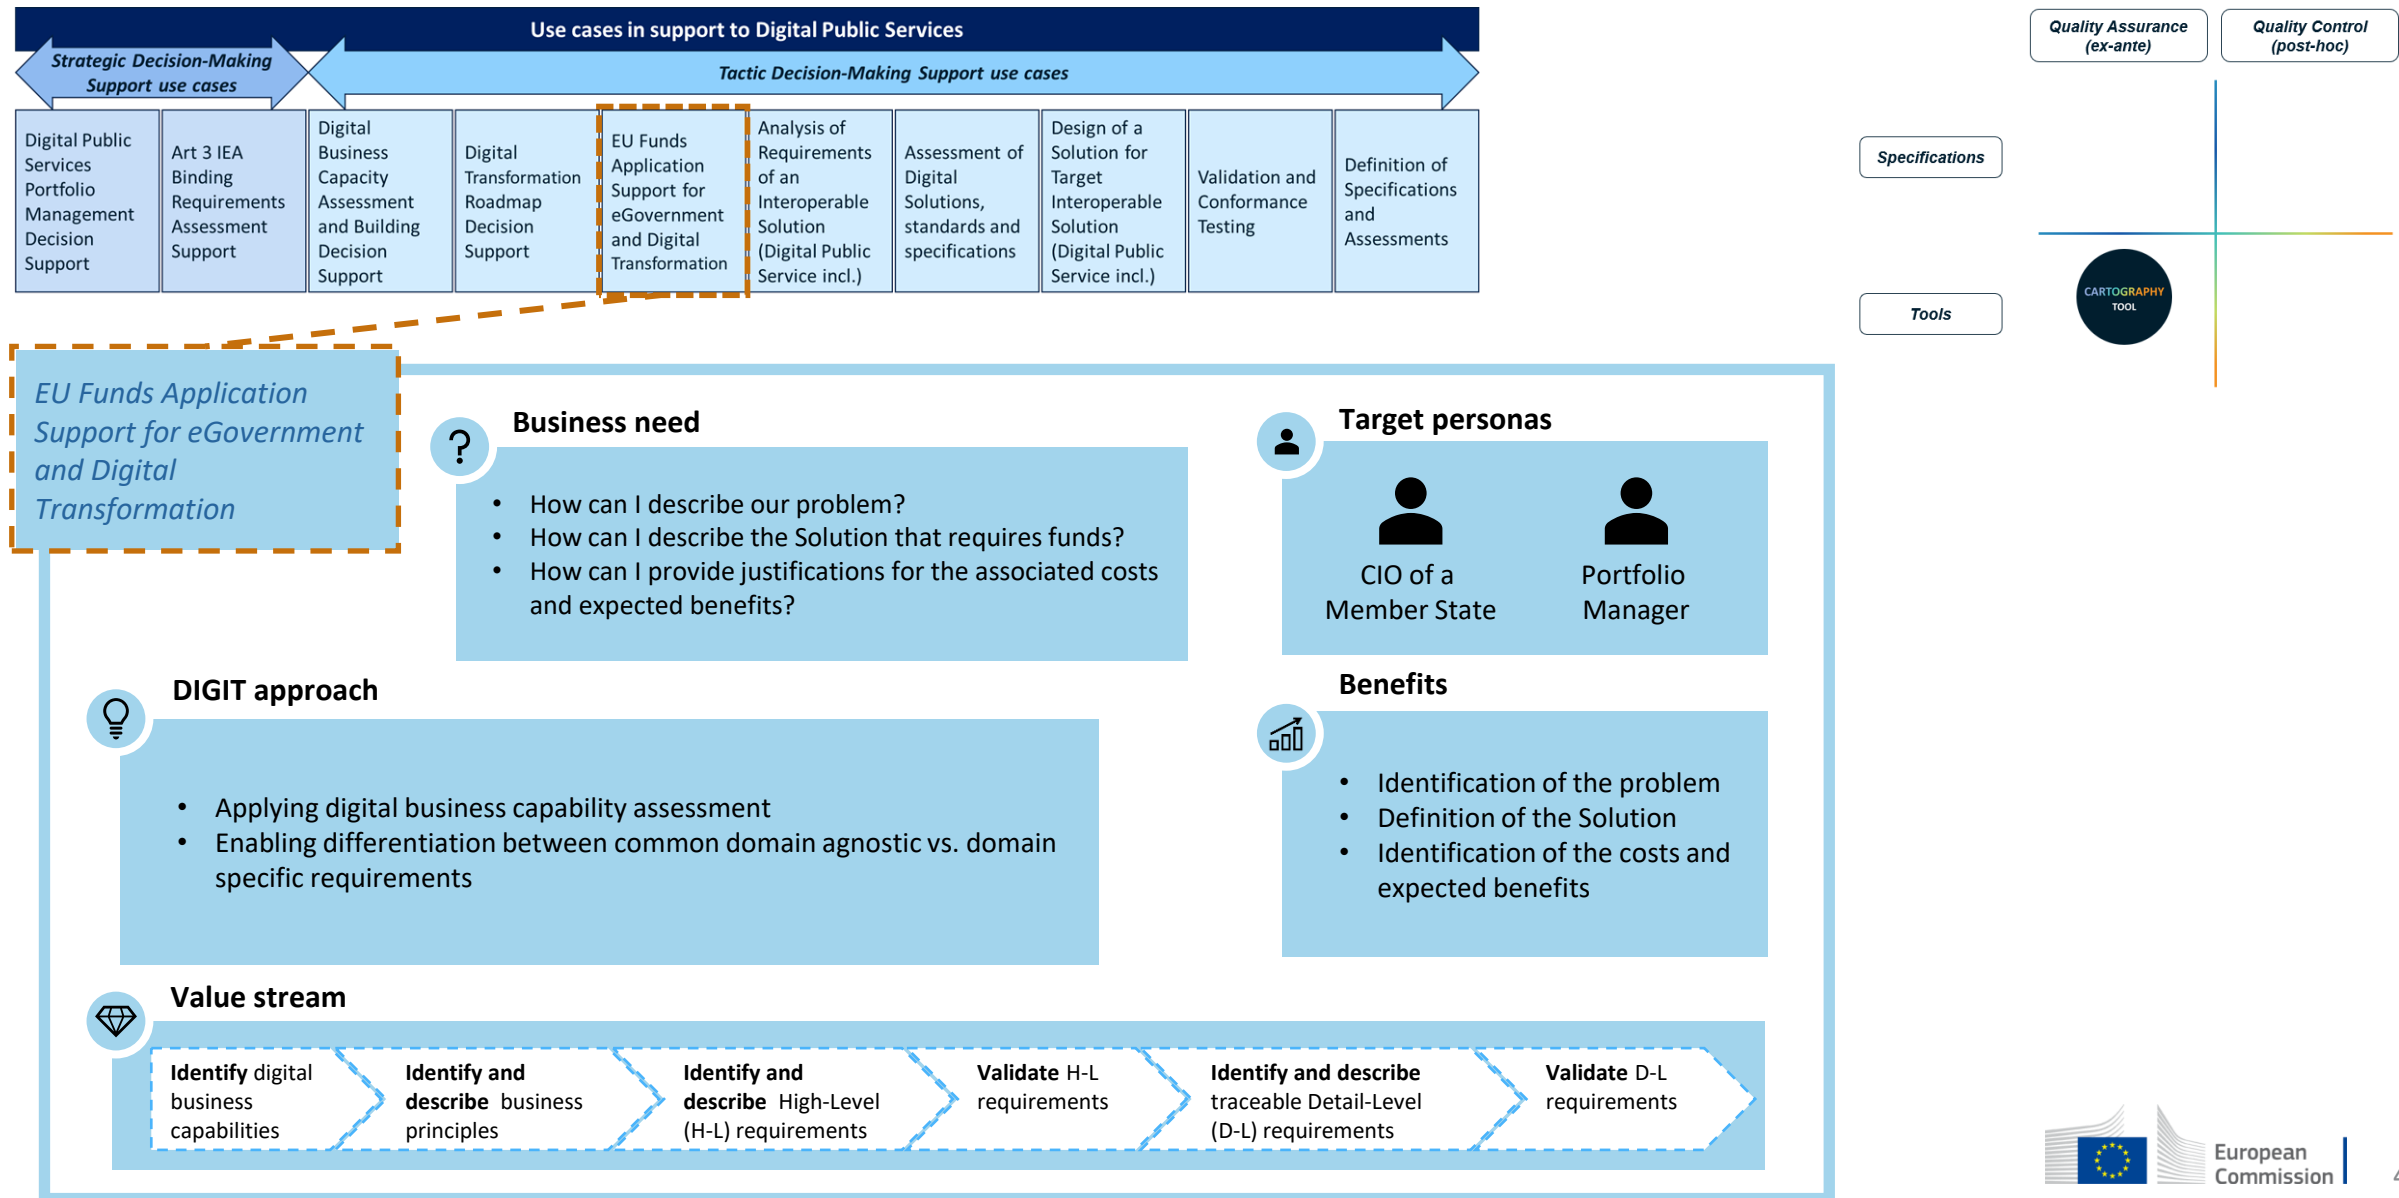 Use cases in support to Digital Public Services
Strategic Decision-Making
Support use cases
Tactic Decision-Making Support use cases
Digital Public
Services
Portfolio
Management
Decision
Support
Art 3 IEA
Binding
Requirements
Assessment
Support
Digital
Business
Capacity
Assessment
and Building
Decision
Support
Digital
Transformation
Roadmap
Decision
Support
EU Funds
Application
Support for
eGovernment
and Digital
Transformation
Analysis of
Requirements
of an
Interoperable
Solution
(Digital Public
Service incl.)
Assessment of
Digital
Solutions,
standards and
specifications
Design of a
Solution for
Target
Interoperable
Solution
(Digital Public
Service incl.)
Validation and
Conformance
Testing
Definition of
Specifications
and
Assessments
Quality Assurance
(ex-ante)
Quality Control
(post-hoc)
Specifications
Tools
CARTOGRAPHY
TOOL
EU Funds Application
Support for eGovernment
and Digital
Transformation
Business need
• How can I describe our problem?
• How can I describe the Solution that requires funds?
• How can I provide justifications for the associated costs
and expected benefits?
Target personas
CIO of a
Member State
Portfolio
Manager
DIGIT approach
• Applying digital business capability assessment
• Enabling differentiation between common domain agnostic vs. domain
specific requirements
Benefits
• Identification of the problem
• Definition of the Solution
• Identification of the costs and
expected benefits
Value stream
Identify digital
business
capabilities
Identify and
describe business
principles
Identify and
describe High-Level
(H-L) requirements
Validate H-L
requirements
Identify and describe
traceable Detail-Level
(D-L) requirements
Validate D-L
requirements
European
Commission